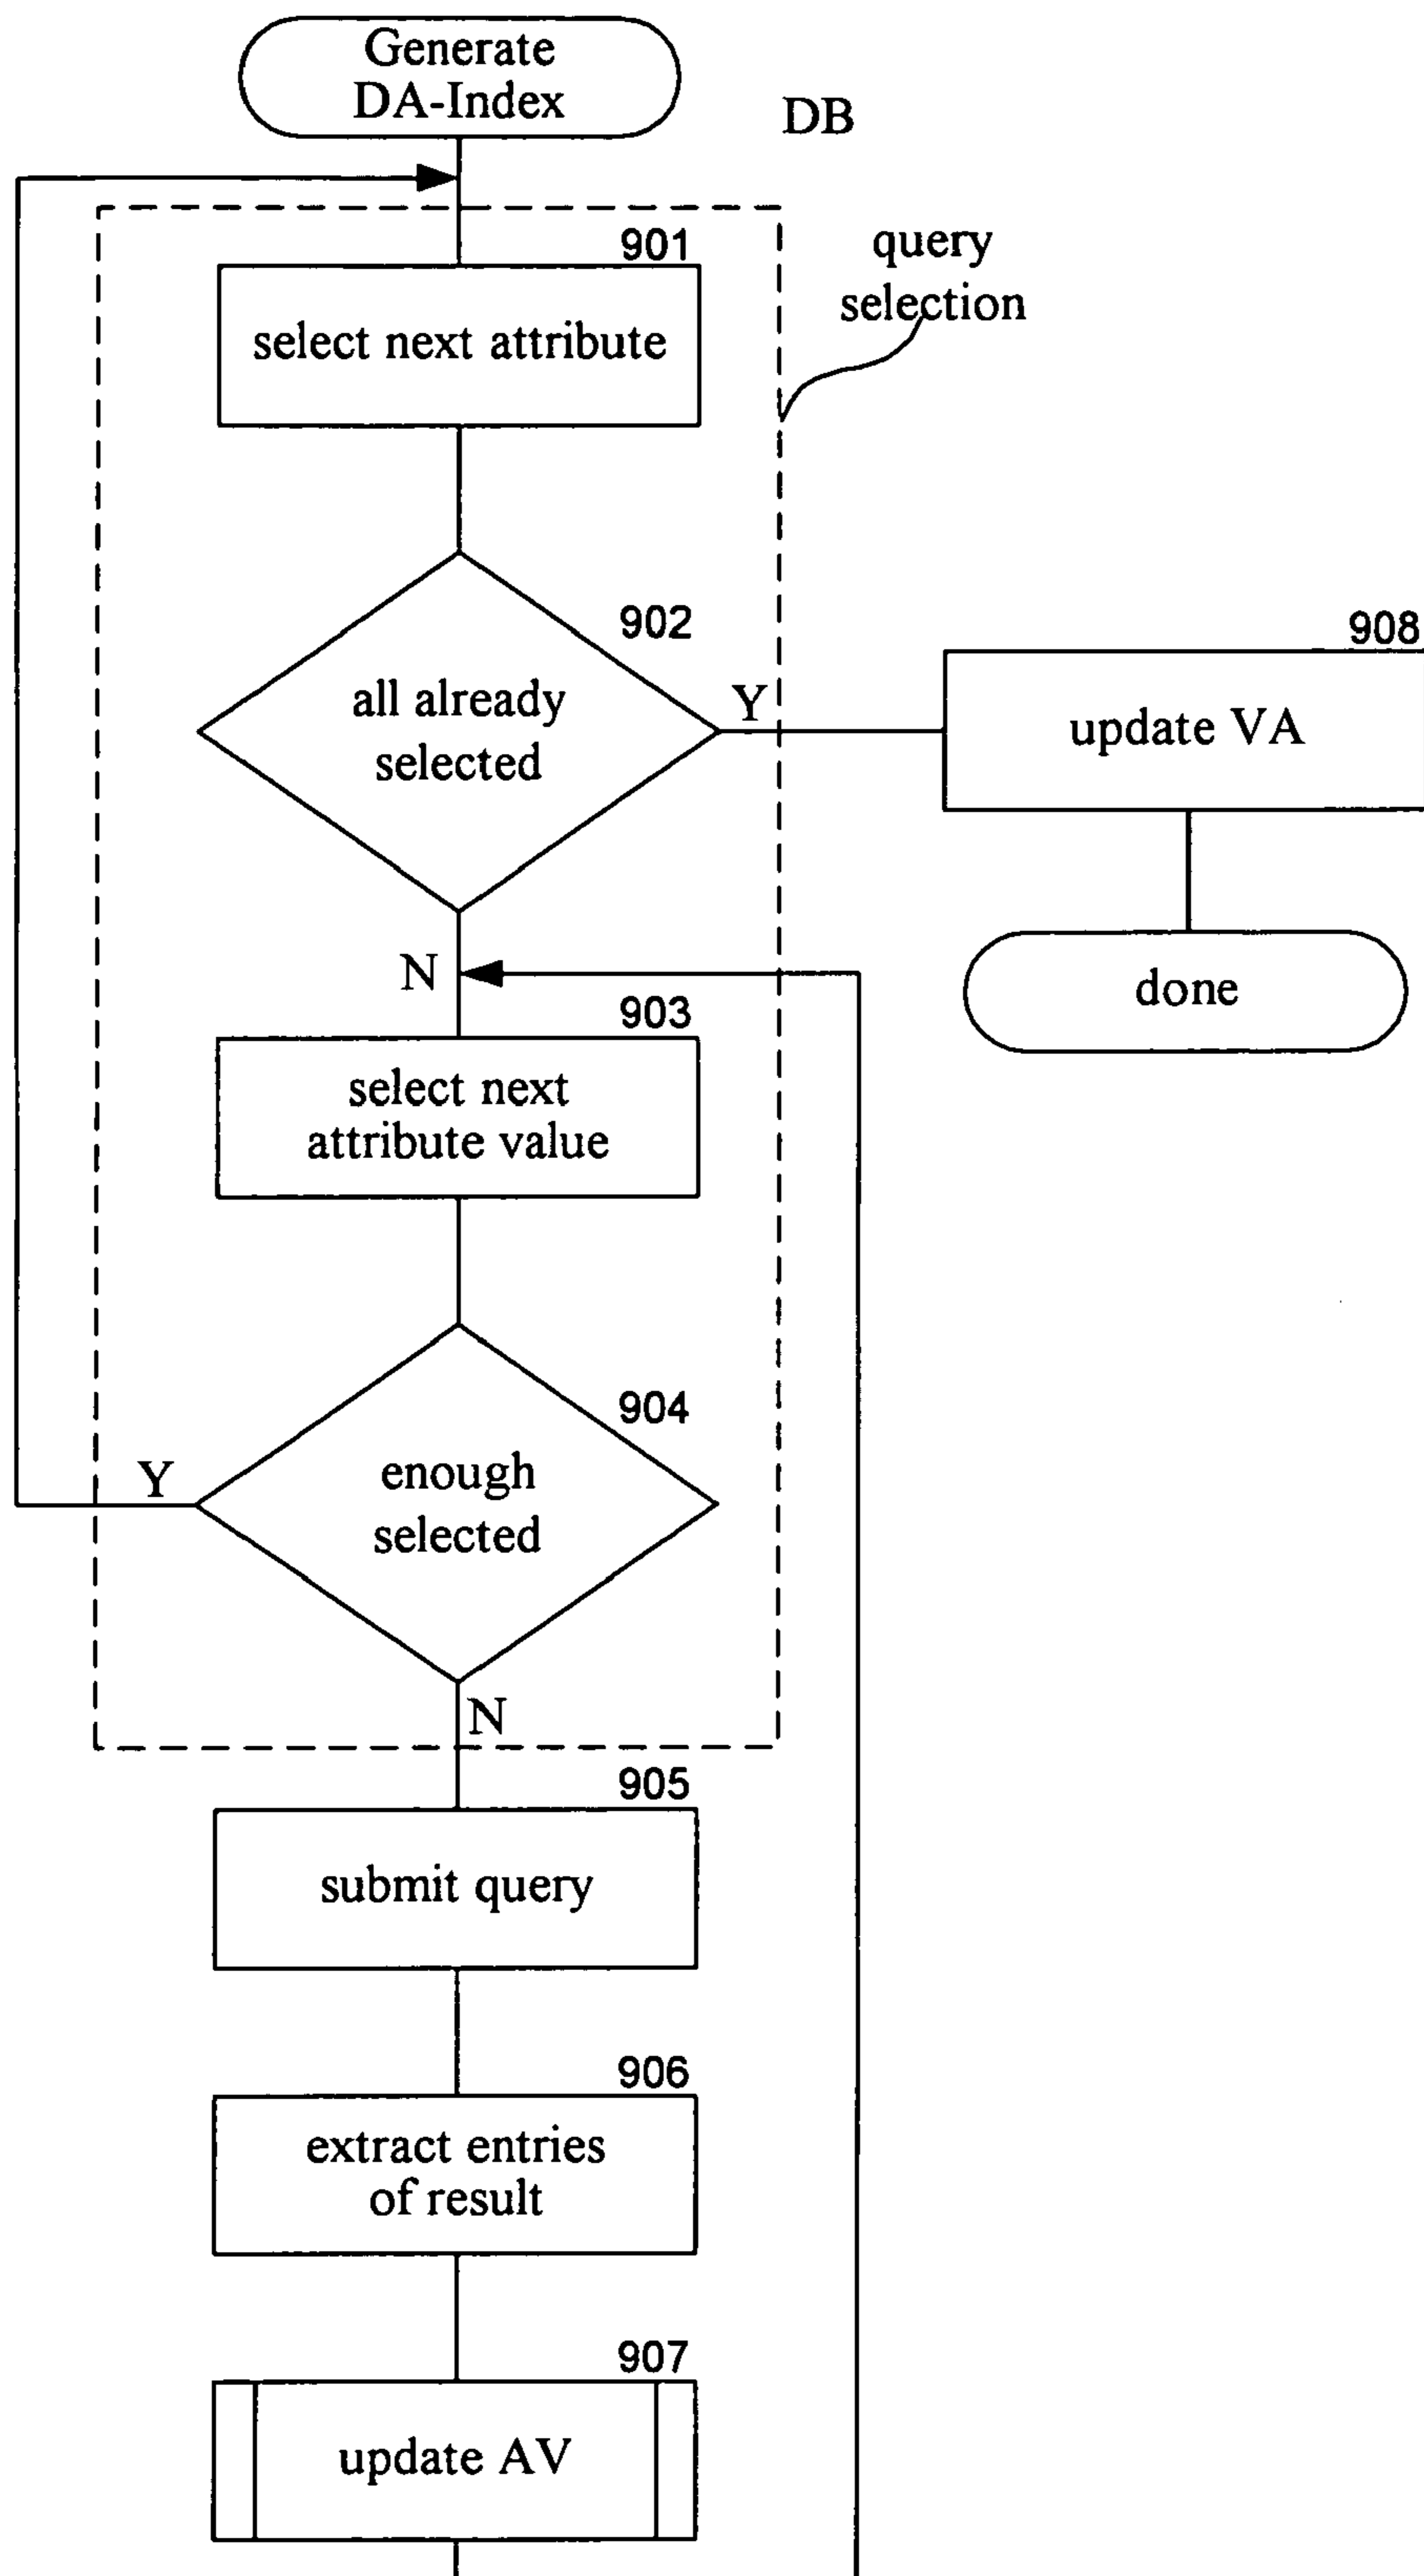 Generate
DA-Index
DB
901
query
selection
select next attribute
902
all already
selected
Y
908
update VA
N
done
903
select next
attribute value
904
enough
selected
Y
N
905
submit query
906
extract entries
of result
907
update AV